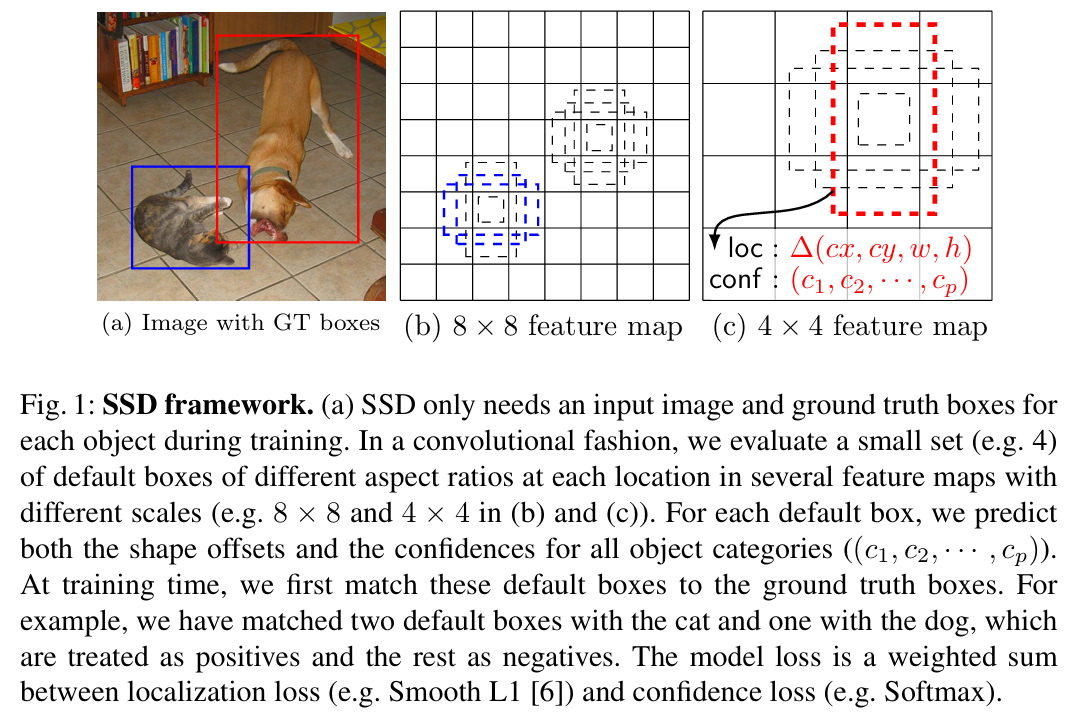 loc : Δ(cx, cy, w, h)
conf : (c₁, c₂, ⋯ , cₚ)
(a) Image with GT boxes (b) 8 × 8 feature map (c) 4 × 4 feature map
Fig. 1: SSD framework. (a) SSD only needs an input image and ground truth boxes for
each object during training. In a convolutional fashion, we evaluate a small set (e.g. 4)
of default boxes of different aspect ratios at each location in several feature maps with
different scales (e.g. 8 × 8 and 4 × 4 in (b) and (c)). For each default box, we predict
both the shape offsets and the confidences for all object categories ((c₁, c₂, ⋯ , cₚ)).
At training time, we first match these default boxes to the ground truth boxes. For
example, we have matched two default boxes with the cat and one with the dog, which
are treated as positives and the rest as negatives. The model loss is a weighted sum
between localization loss (e.g. Smooth L1 [6]) and confidence loss (e.g. Softmax).